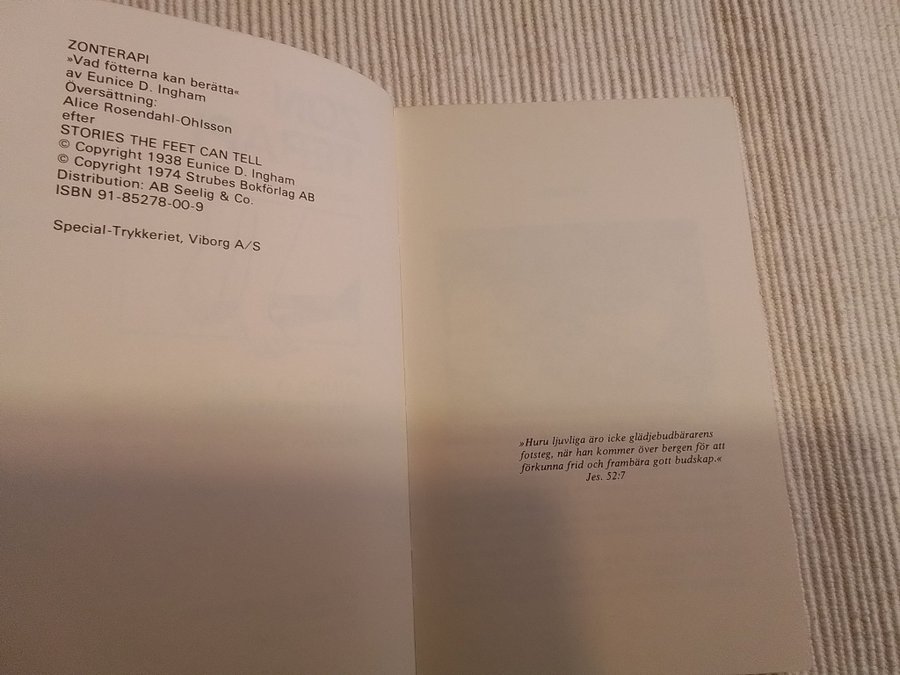 ZONTERAPI
»Vad fötterna kan berätta«
av Eunice D. Ingham
Översättning:
Alice Rosendahl-Ohlsson
efter
STORIES THE FEET CAN TELL
© Copyright 1938 Eunice D. Ingham
© Copyright 1974 Strubes Bokförlag AB
Distribution: AB Seelig & Co.
ISBN 91-85278-00-9
Special-Trykkeriet, Viborg A/S
»Huru ljuvliga äro icke glädjebudbärarens
fotsteg, när han kommer över bergen för att
förkunna frid och frambära gott budskap.«
Jes. 52:7